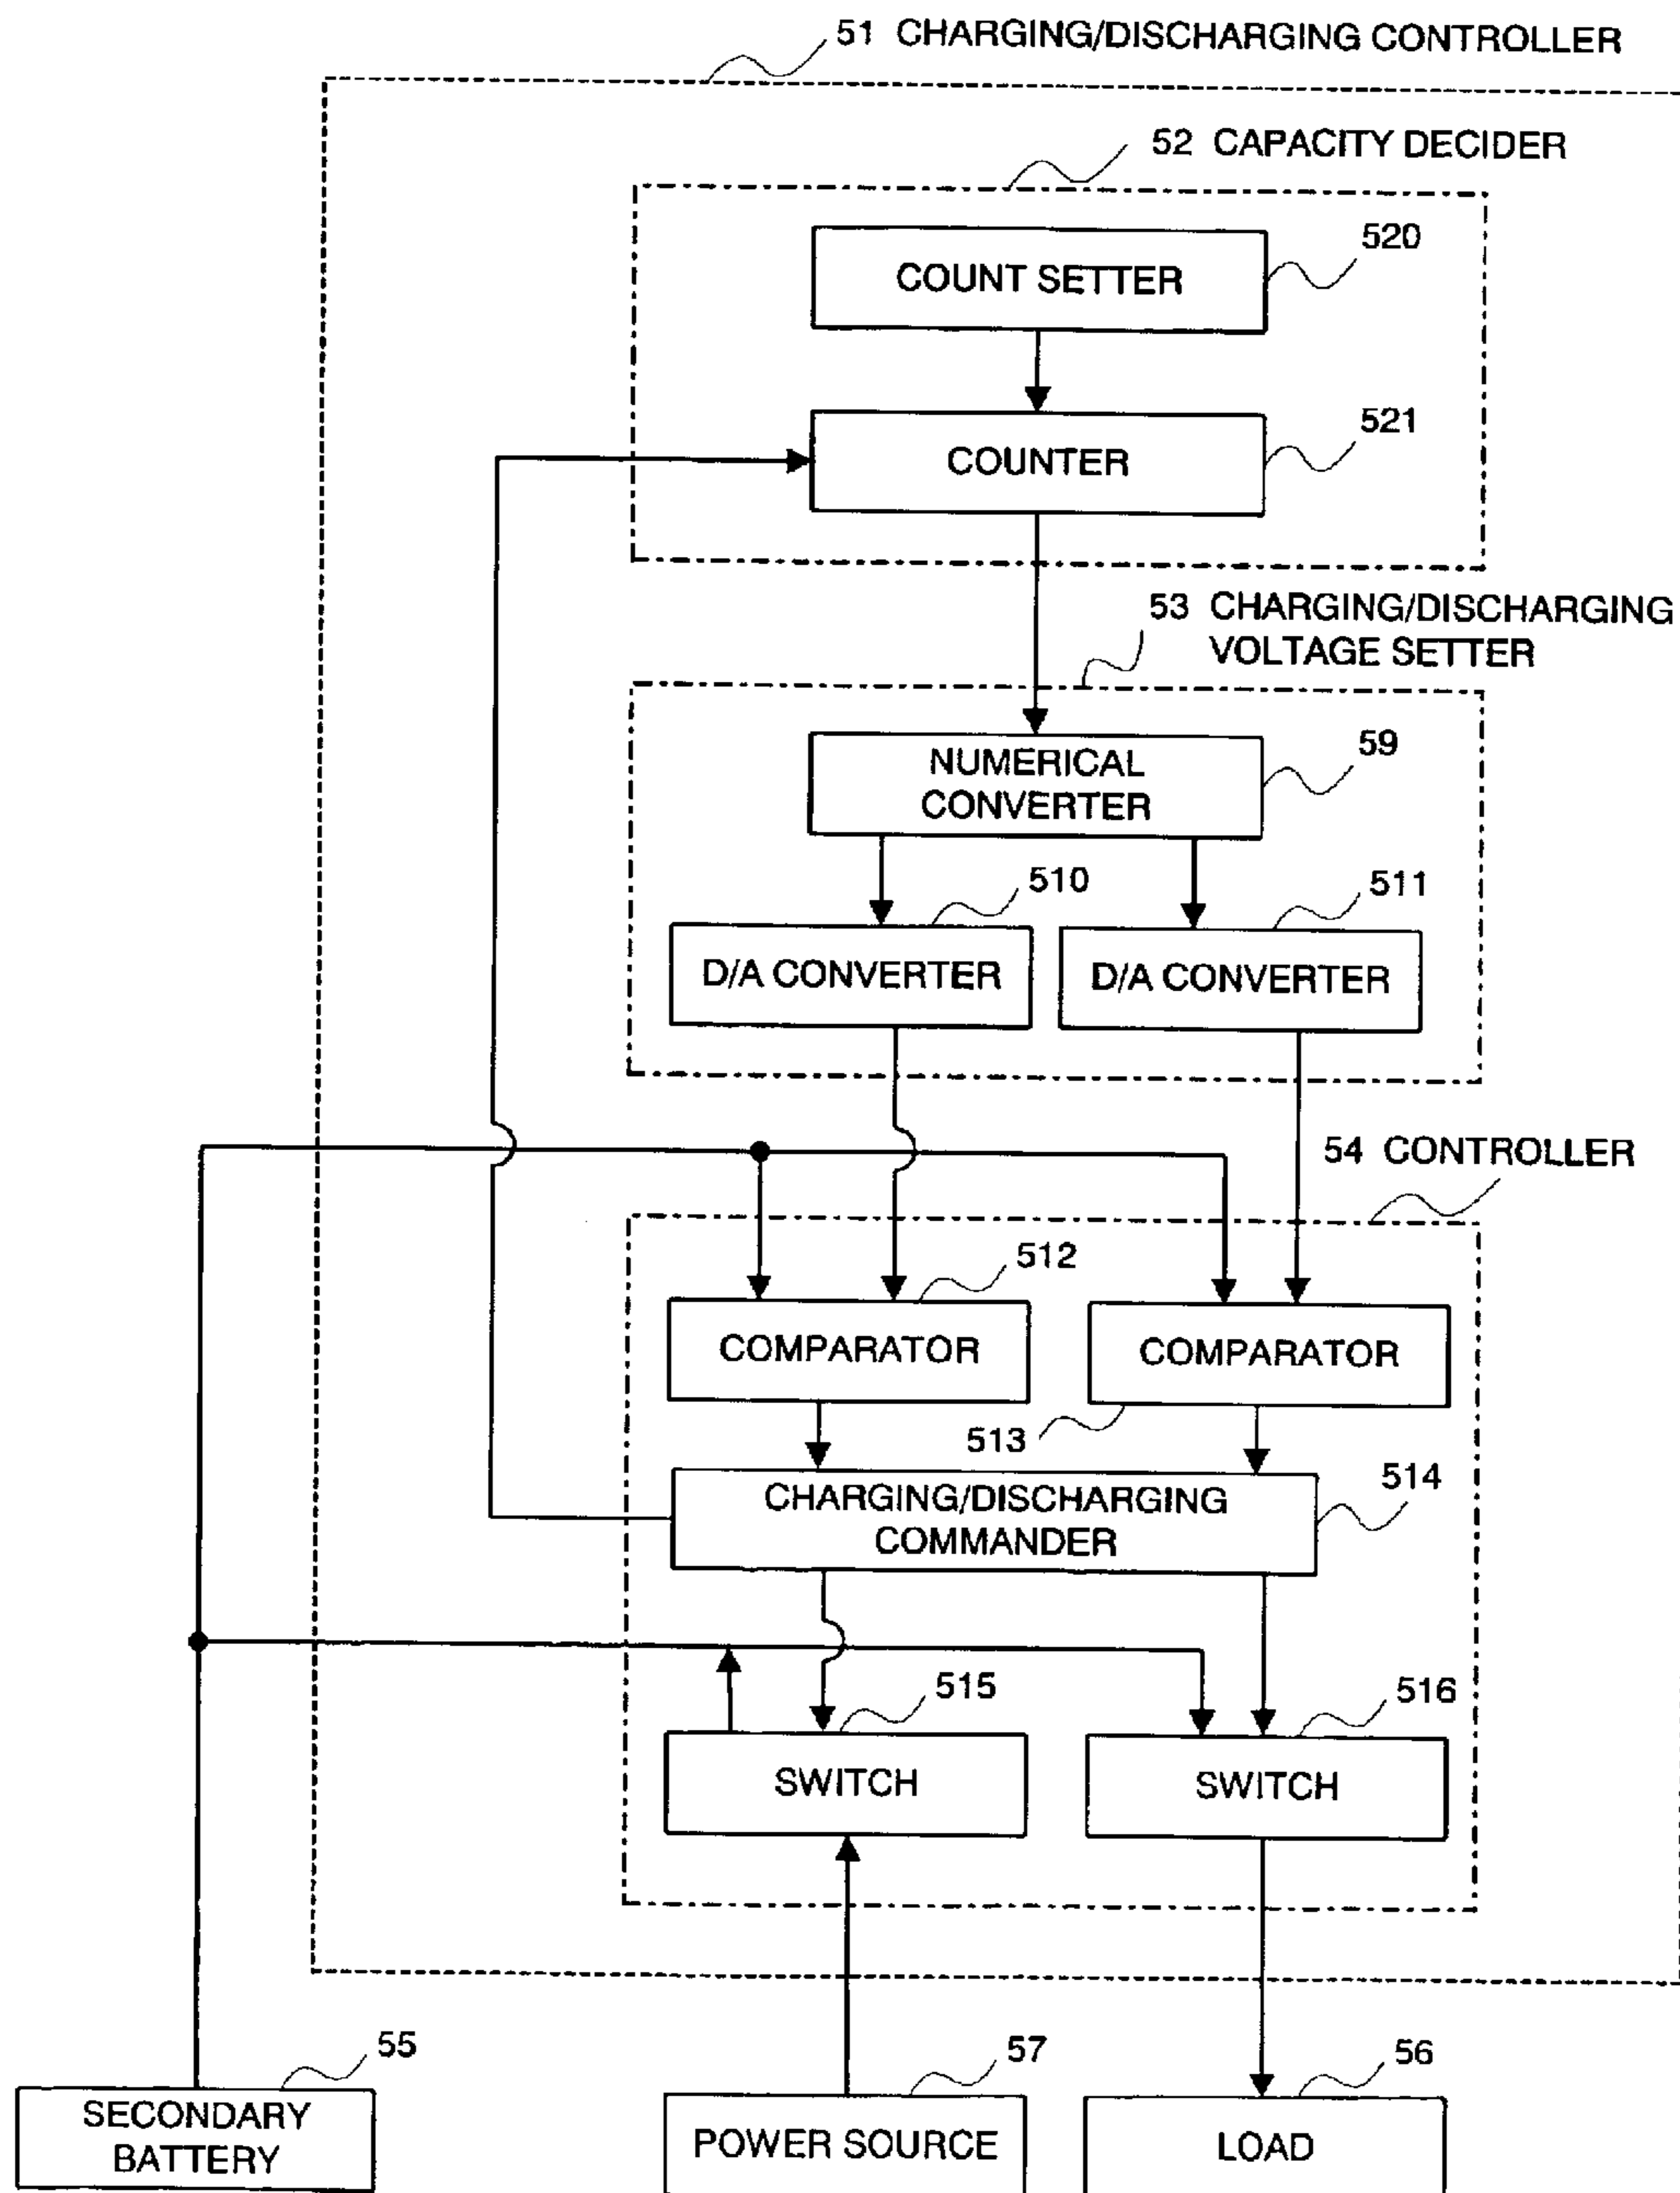 51 CHARGING/DISCHARGING CONTROLLER
52 CAPACITY DECIDER
520
COUNT SETTER
521
COUNTER
53 CHARGING/DISCHARGING
VOLTAGE SETTER
59
NUMERICAL
CONVERTER
510
511
D/A CONVERTER
D/A CONVERTER
54 CONTROLLER
512
COMPARATOR
COMPARATOR
513
514
CHARGING/DISCHARGING
COMMANDER
515
516
SWITCH
SWITCH
55
57
56
SECONDARY
BATTERY
POWER SOURCE
LOAD